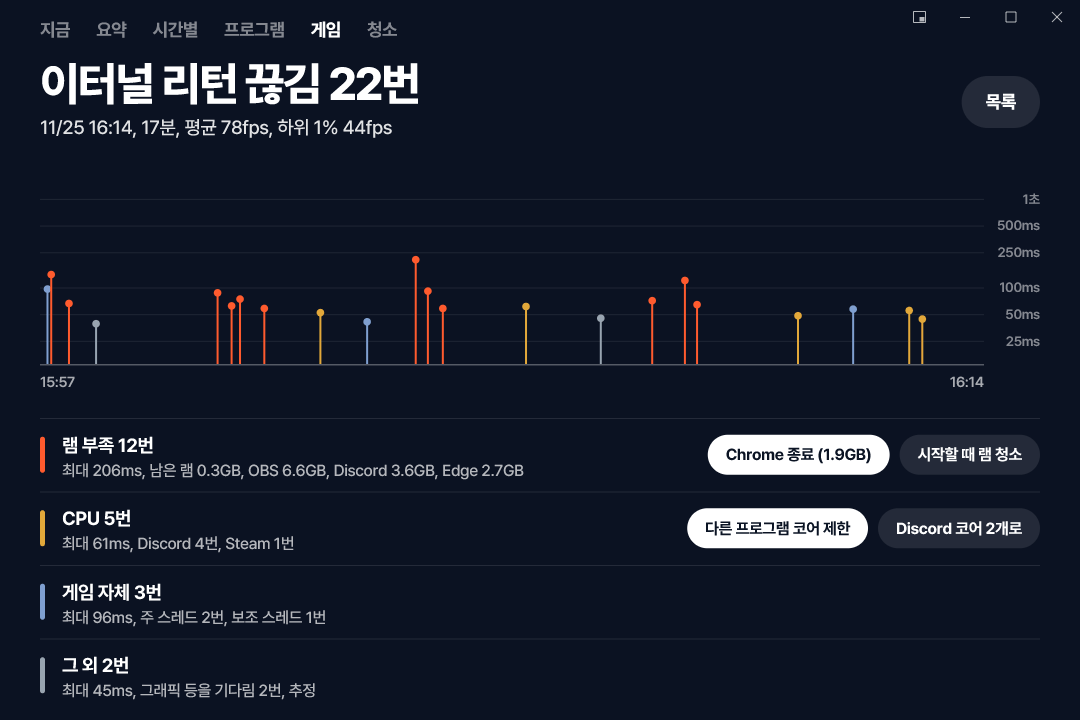 지금 요약 시간별 프로그램 게임 청소
이터널 리턴 끊김 22번
11/25 16:14, 17분, 평균 78fps, 하위 1% 44fps
목록
1초
500ms
250ms
100ms
50ms
25ms
15:57
16:14
램 부족 12번
최대 206ms, 남은 램 0.3GB, OBS 6.6GB, Discord 3.6GB, Edge 2.7GB
Chrome 종료 (1.9GB)
시작할 때 램 청소
CPU 5번
최대 61ms, Discord 4번, Steam 1번
다른 프로그램 코어 제한
Discord 코어 2개로
게임 자체 3번
최대 96ms, 주 스레드 2번, 보조 스레드 1번
그 외 2번
최대 45ms, 그래픽 등을 기다림 2번, 추정